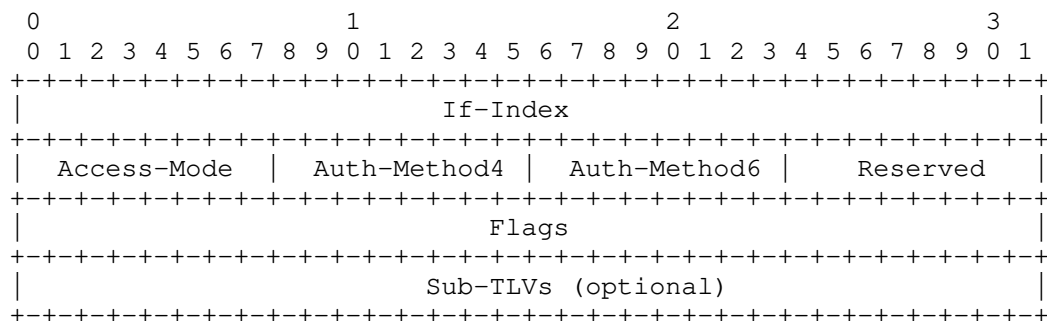 0                   1                   2                   3
 0 1 2 3 4 5 6 7 8 9 0 1 2 3 4 5 6 7 8 9 0 1 2 3 4 5 6 7 8 9 0 1
+-+-+-+-+-+-+-+-+-+-+-+-+-+-+-+-+-+-+-+-+-+-+-+-+-+-+-+-+-+-+-+-+
|                          If-Index                             |
+-+-+-+-+-+-+-+-+-+-+-+-+-+-+-+-+-+-+-+-+-+-+-+-+-+-+-+-+-+-+-+-+
|  Access-Mode  |  Auth-Method4 |  Auth-Method6 |    Reserved   |
+-+-+-+-+-+-+-+-+-+-+-+-+-+-+-+-+-+-+-+-+-+-+-+-+-+-+-+-+-+-+-+-+
|                             Flags                             |
+-+-+-+-+-+-+-+-+-+-+-+-+-+-+-+-+-+-+-+-+-+-+-+-+-+-+-+-+-+-+-+-+
|                         Sub-TLVs (optional)                   |
+-+-+-+-+-+-+-+-+-+-+-+-+-+-+-+-+-+-+-+-+-+-+-+-+-+-+-+-+-+-+-+-+